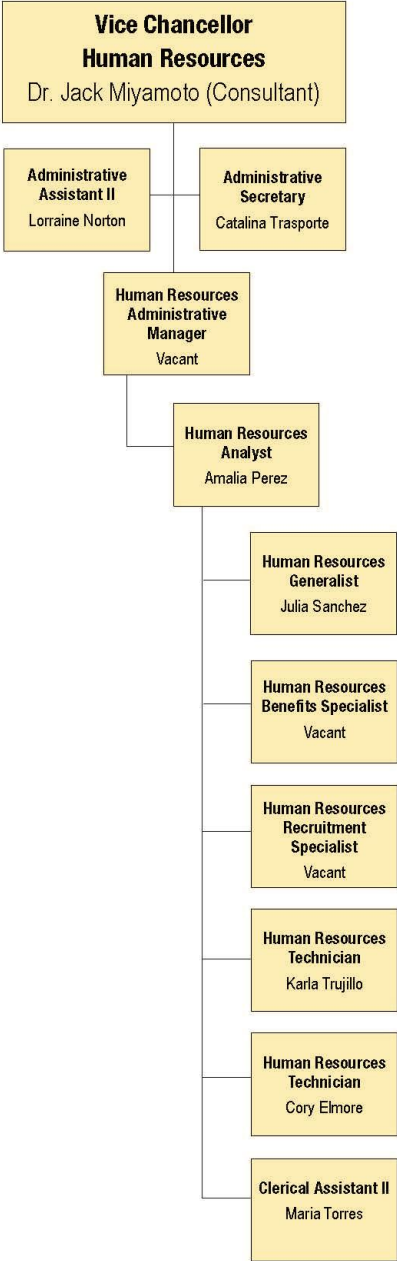 Vice Chancellor
Human Resources
Dr. Jack Miyamoto (Consultant)
Administrative
Assistant II
Lorraine Norton
Administrative
Secretary
Catalina Trasporte
Human Resources
Administrative
Manager
Vacant
Human Resources
Analyst
Amalia Perez
Human Resources
Generalist
Julia Sanchez
Human Resources
Benefits Specialist
Vacant
Human Resources
Recruitment
Specialist
Vacant
Human Resources
Technician
Karla Trujillo
Human Resources
Technician
Cory Elmore
Clerical Assistant II
Maria Torres